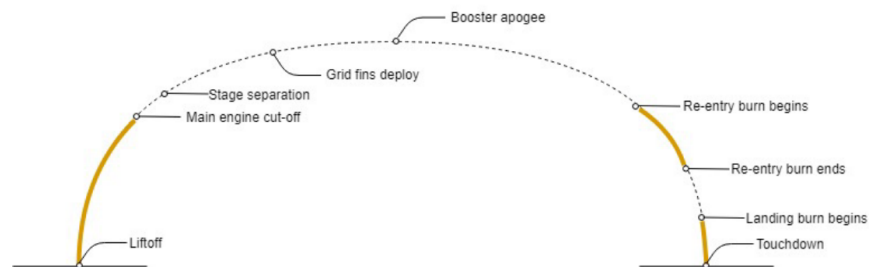 Booster apogee
Grid fins deploy
Stage separation
Main engine cut-off
Liftoff
Re-entry burn begins
Re-entry burn ends
Landing burn begins
Touchdown